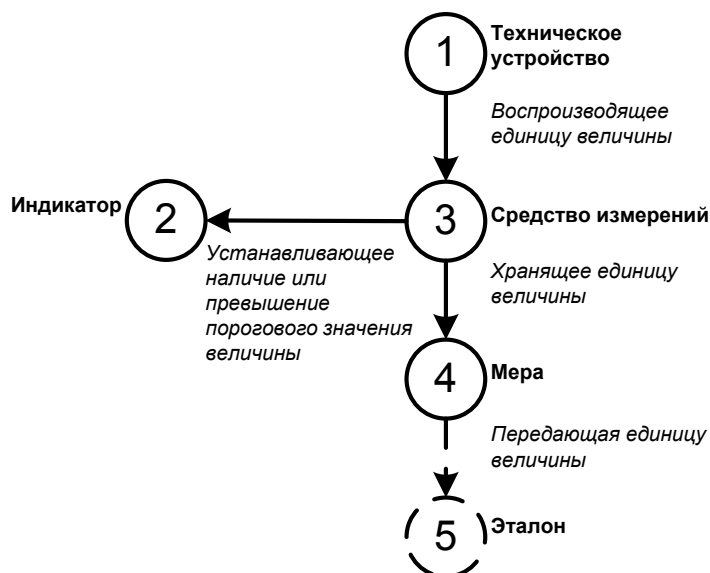 1
Техническое
устройство
Воспроизводящее
единицу величины
Индикатор
2
3
Средство измерений
Устанавливающее
наличие или
превышение
порогового значения
величины
Хранящее единицу
величины
4
Мера
Передающая единицу
величины
5
Эталон